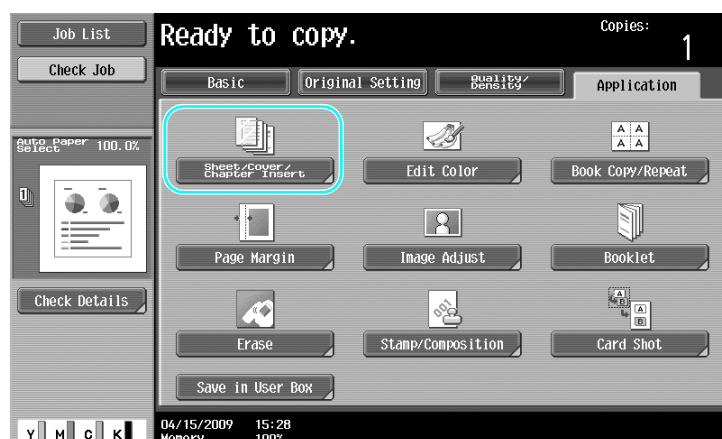 Job List
Check Job
Ready to copy.
Copies:
1
Basic
Original Setting
Quality/
Density
Application
Auto Paper
Select
100.0%
Sheet/Cover/
Chapter Insert
Edit Color
A A
A A
Book Copy/Repeat
Page Margin
Image Adjust
Booklet
Check Details
Erase
001
Stamp/Composition
A
B
A
B
Card Shot
Save in User Box
Y M C K
04/15/2009 15:28
Memory 100%